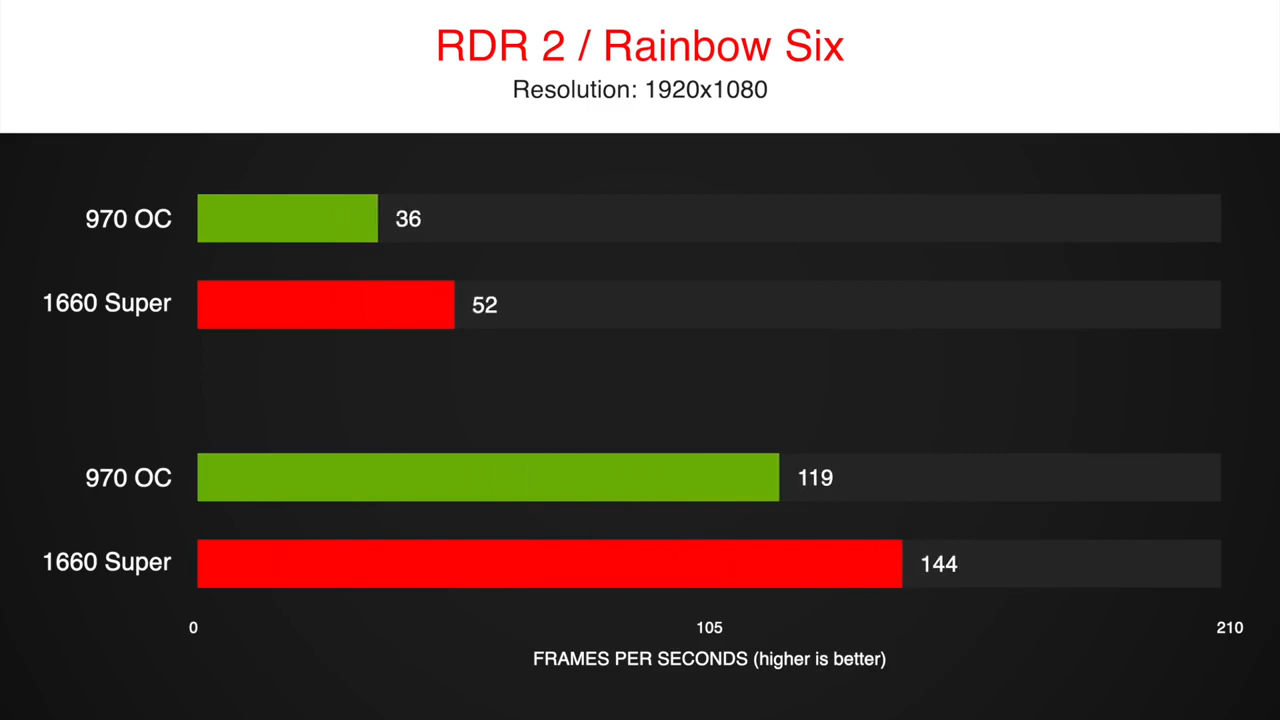 RDR 2 / Rainbow Six
Resolution: 1920x1080
970 OC 36
1660 Super 52
970 OC 119
1660 Super 144
0 105 210
FRAMES PER SECONDS (higher is better)